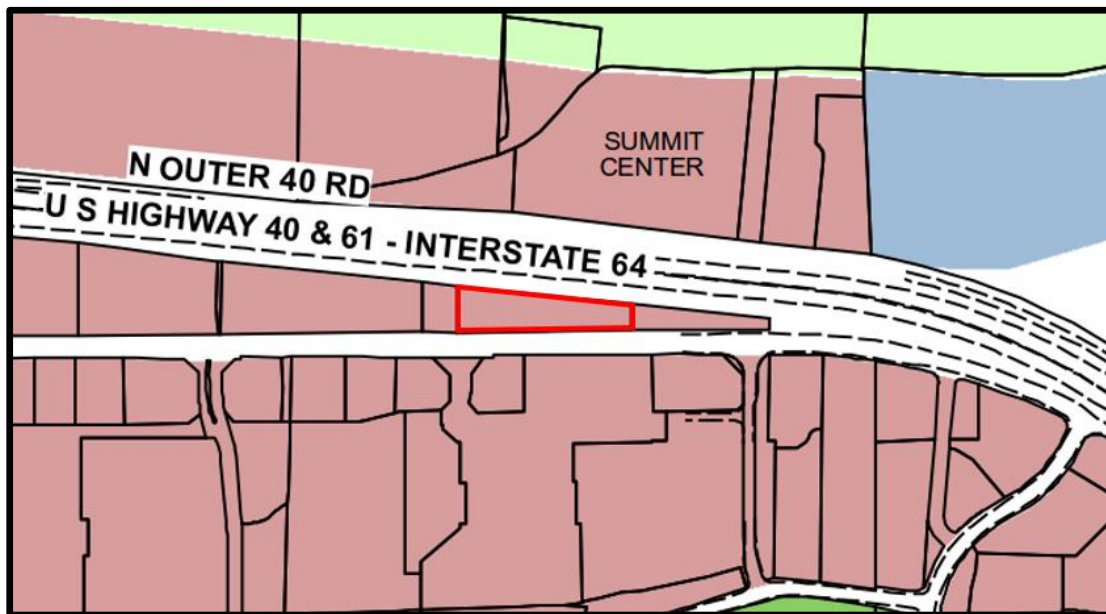 SUMMIT
CENTER
N OUTER 40 RD
U S HIGHWAY 40 & 61 - INTERSTATE 64